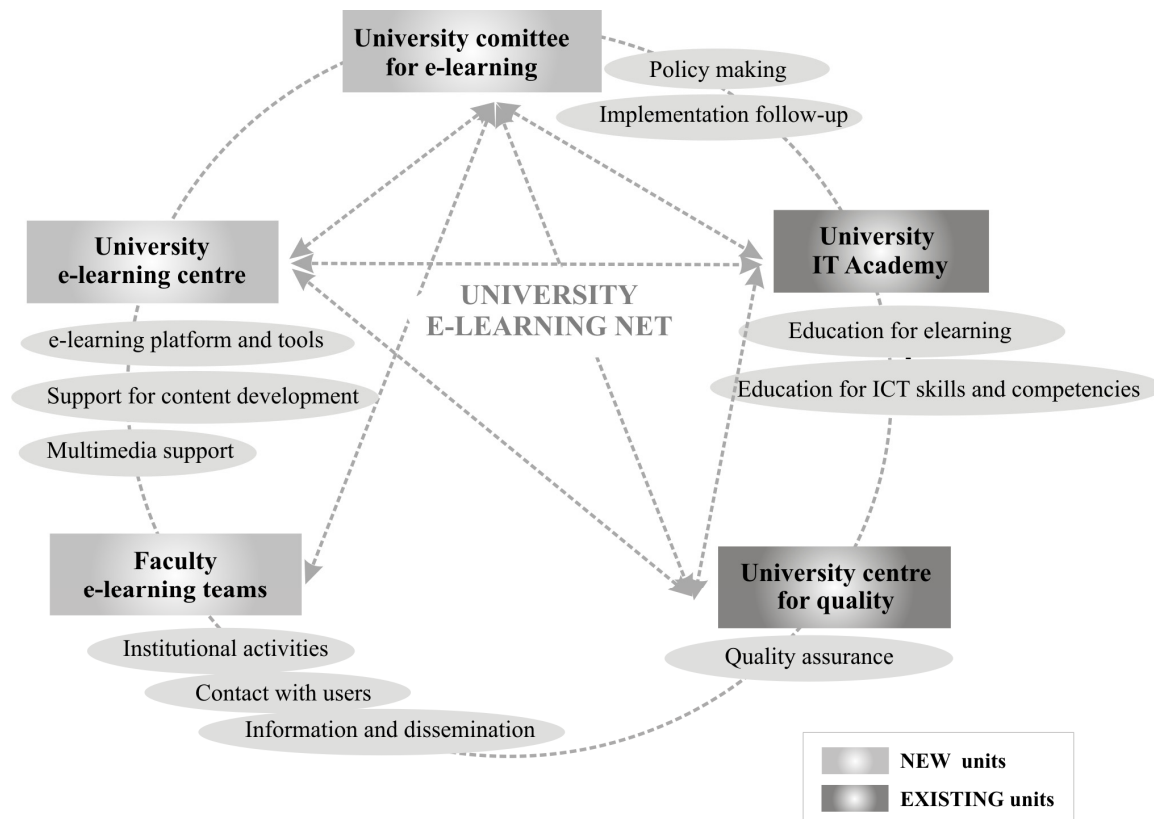 University comittee
for e-learning
Policy making
Implementation follow-up
University
e-learning centre
University
IT Academy
UNIVERSITY
E-LEARNING NET
e-learning platform and tools
Support for content development
Multimedia support
Education for elearning
Education for ICT skills and competencies
Faculty
e-learning teams
University centre
for quality
Institutional activities
Contact with users
Information and dissemination
Quality assurance
NEW units
EXISTING units